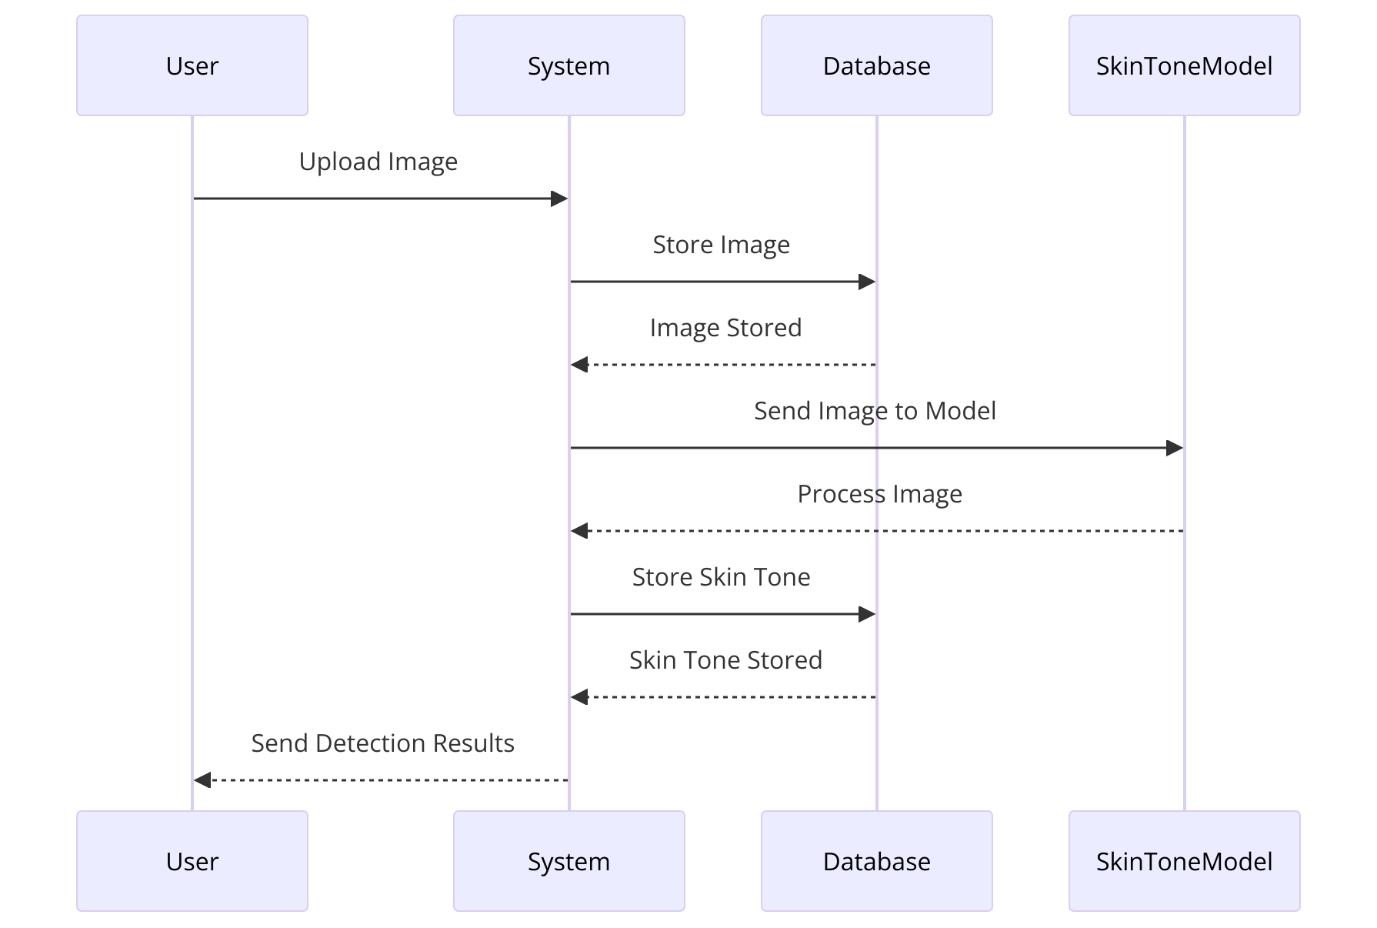 User
System
Database
SkinToneModel
Upload Image
Store Image
Image Stored
Send Image to Model
Process Image
Store Skin Tone
Skin Tone Stored
Send Detection Results
User
System
Database
SkinToneModel